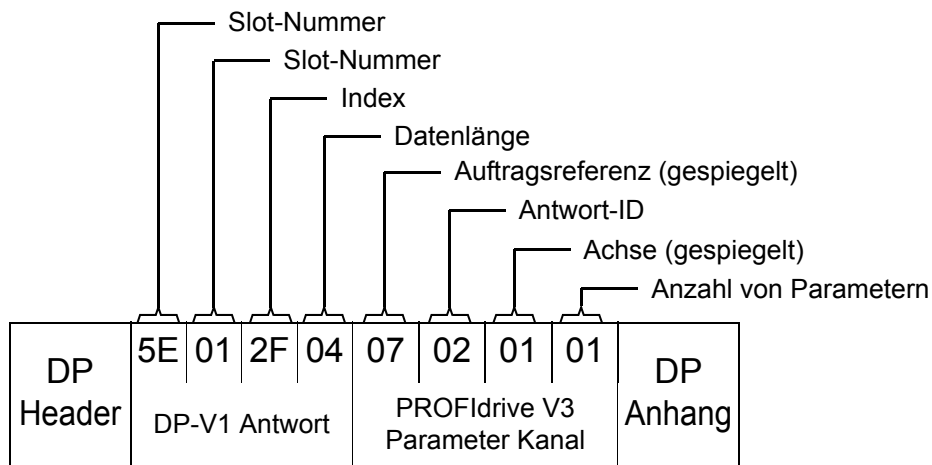 Slot-Nummer
Slot-Nummer
Index
Datenlänge
Auftragsreferenz (gespiegelt)
Antwort-ID
Achse (gespiegelt)
Anzahl von Parametern
DP Header
5E 01 2F 04 07 02 01 01
DP Anhang
DP-V1 Antwort
PROFIdrive V3
Parameter Kanal